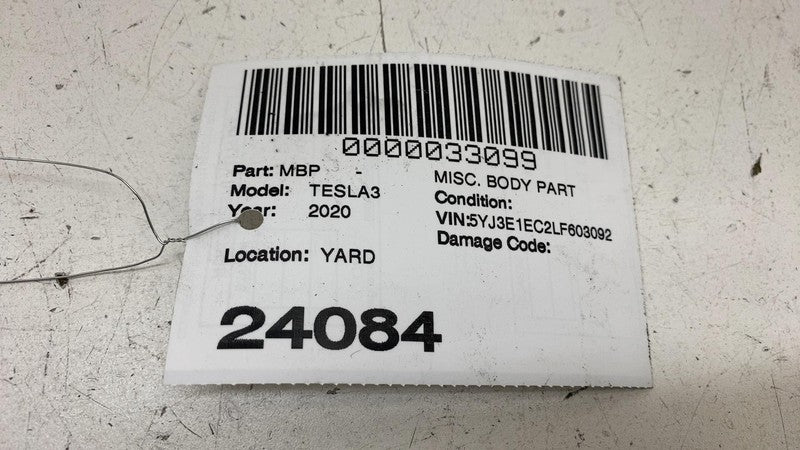 0000033099
Part: MBP - MISC. BODY PART
Model: TESLA3 Condition:
Year: 2020 VIN:5YJ3E1EC2LF603092
Damage Code:
Location: YARD
24084